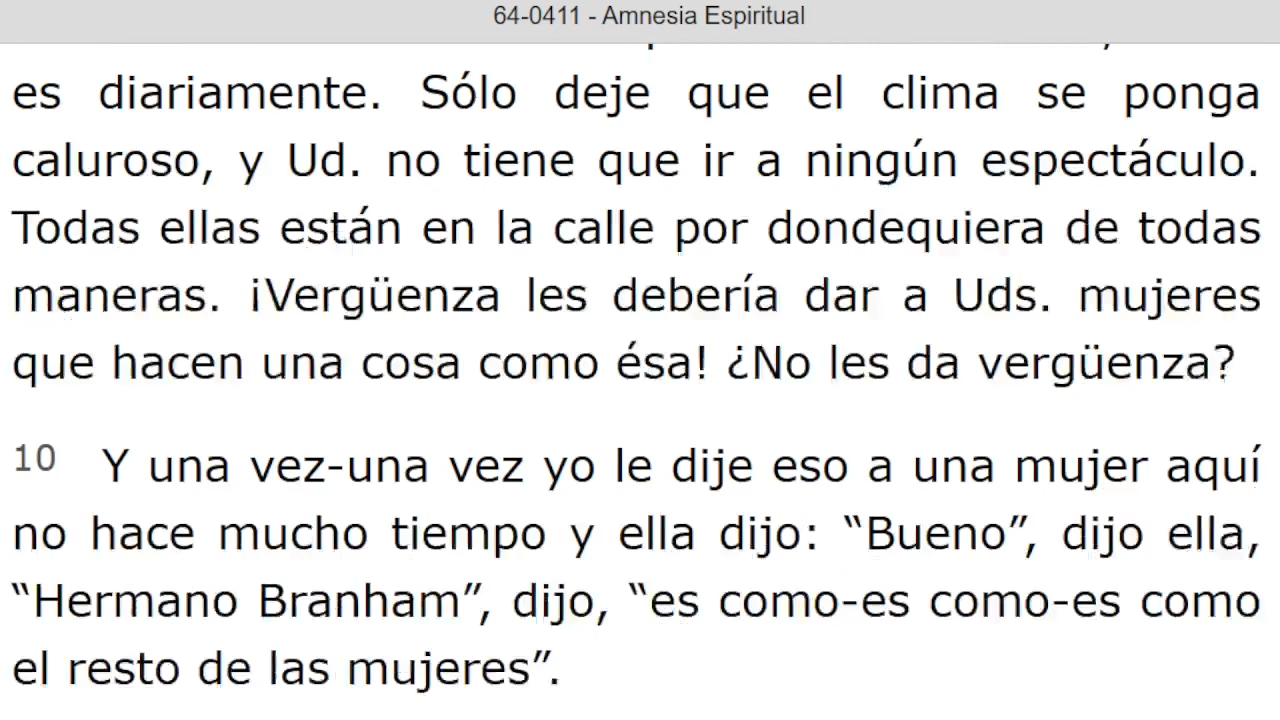 64-0411 - Amnesia Espiritual
es diariamente. Sólo deje que el clima se ponga
caluroso, y Ud. no tiene que ir a ningún espectáculo.
Todas ellas están en la calle por dondequiera de todas
maneras. ¡Vergüenza les debería dar a Uds. mujeres
que hacen una cosa como ésa! ¿No les da vergüenza?
10 Y una vez-una vez yo le dije eso a una mujer aquí
no hace mucho tiempo y ella dijo: “Bueno”, dijo ella,
“Hermano Branham”, dijo, “es como-es como-es como
el resto de las mujeres”.